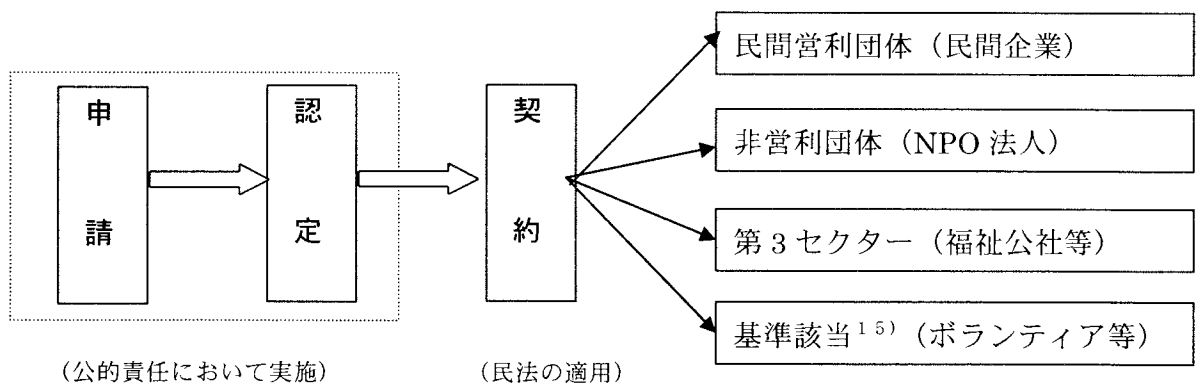 申請
認定
契約
民間営利団体（民間企業）
非営利団体（NPO 法人）
第 3 セクター（福祉公社等）
基準該当¹⁵⁾（ボランティア等）
（公的責任において実施）
（民法の適用）